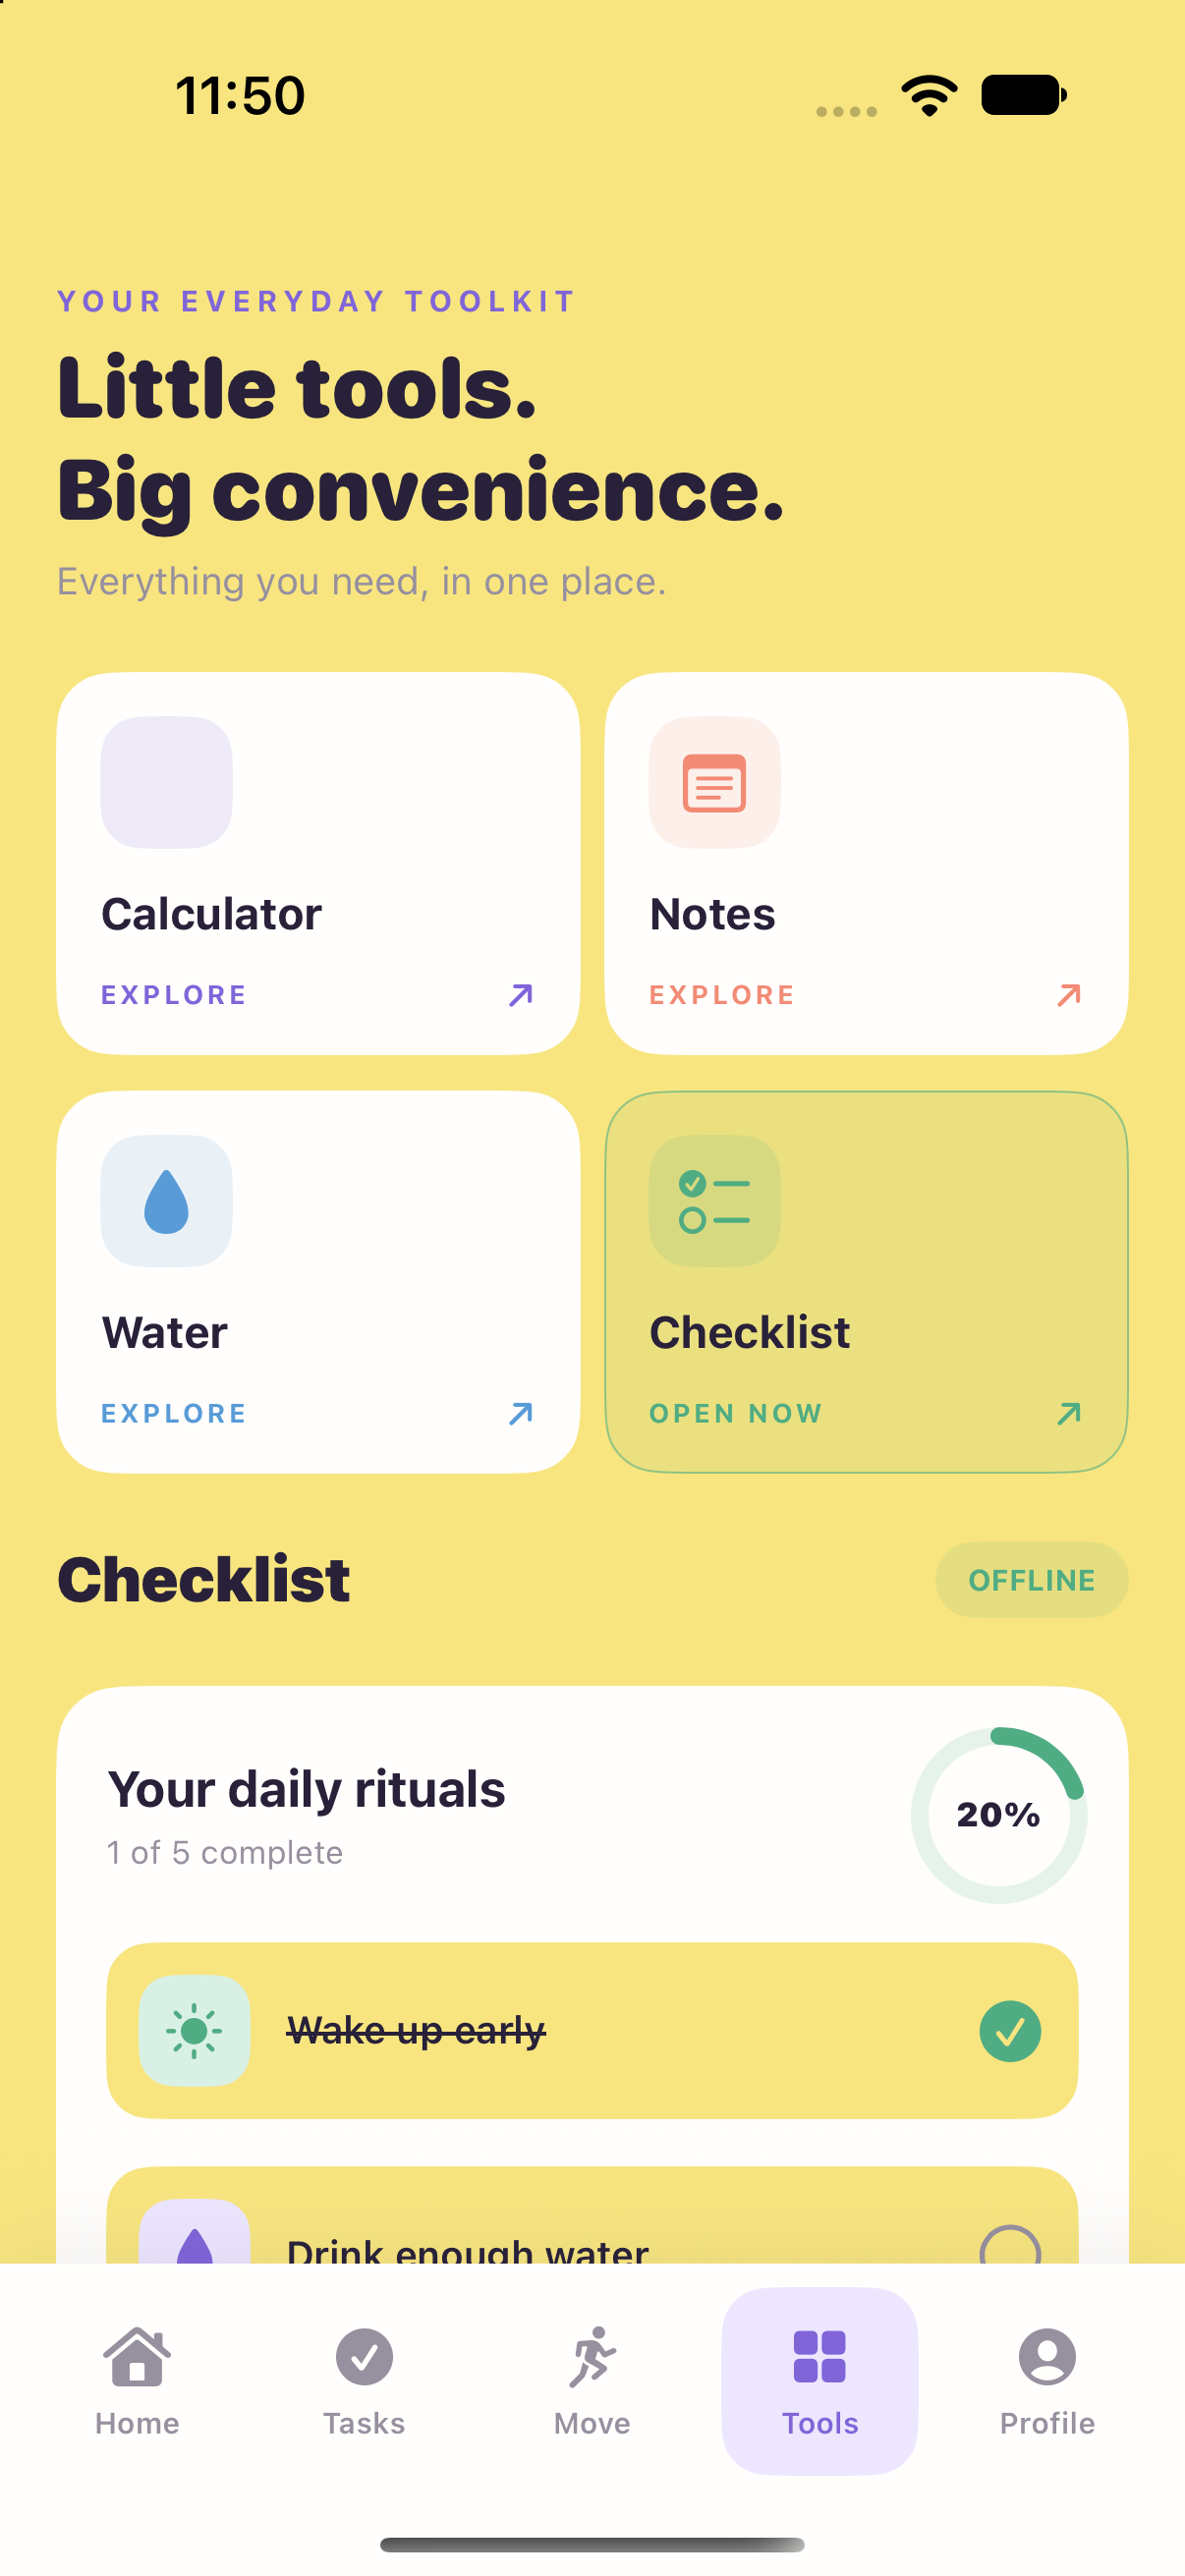 11:50
YOUR EVERYDAY TOOLKIT
Little tools.
Big convenience.
Everything you need, in one place.
Calculator
EXPLORE
Notes
EXPLORE
Water
EXPLORE
Checklist
OPEN NOW
Checklist
OFFLINE
Your daily rituals
1 of 5 complete
20%
Wake up early
Drink enough water
Home
Tasks
Move
Tools
Profile